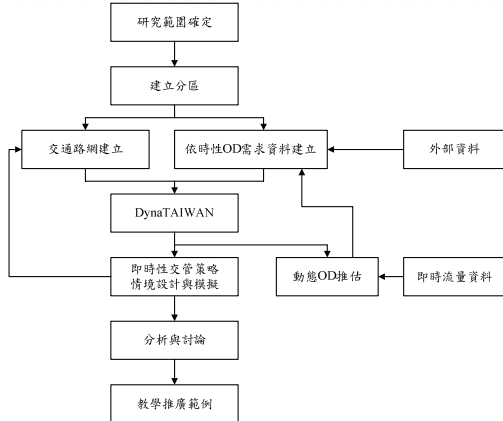 研究範圍確定
建立分區
交通路網建立
依時性OD需求資料建立
外部資料
DynaTAIWAN
即時性交管策略
情境設計與模擬
動態OD推估
即時流量資料
分析與討論
教學推廣範例